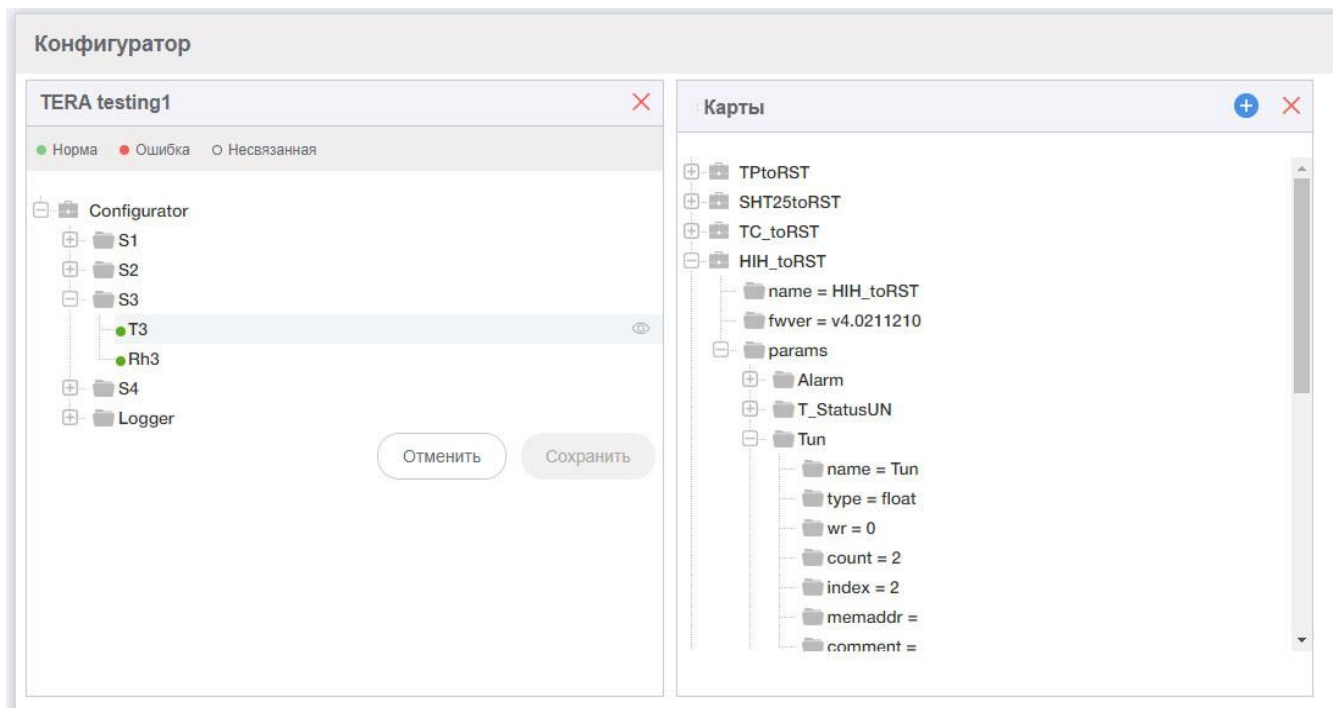 Конфигуратор
TERA testing1
Норма Ошибка Несвязанная
Configurator
S1
S2
S3
T3
Rh3
S4
Logger
Отменить Сохранить
Карты
TPtoRST
SHT25toRST
TC_toRST
HIH_toRST
name = HIH_toRST
fwver = v4.0211210
params
Alarm
T_StatusUN
Tun
name = Tun
type = float
wr = 0
count = 2
index = 2
memaddr =
comment =